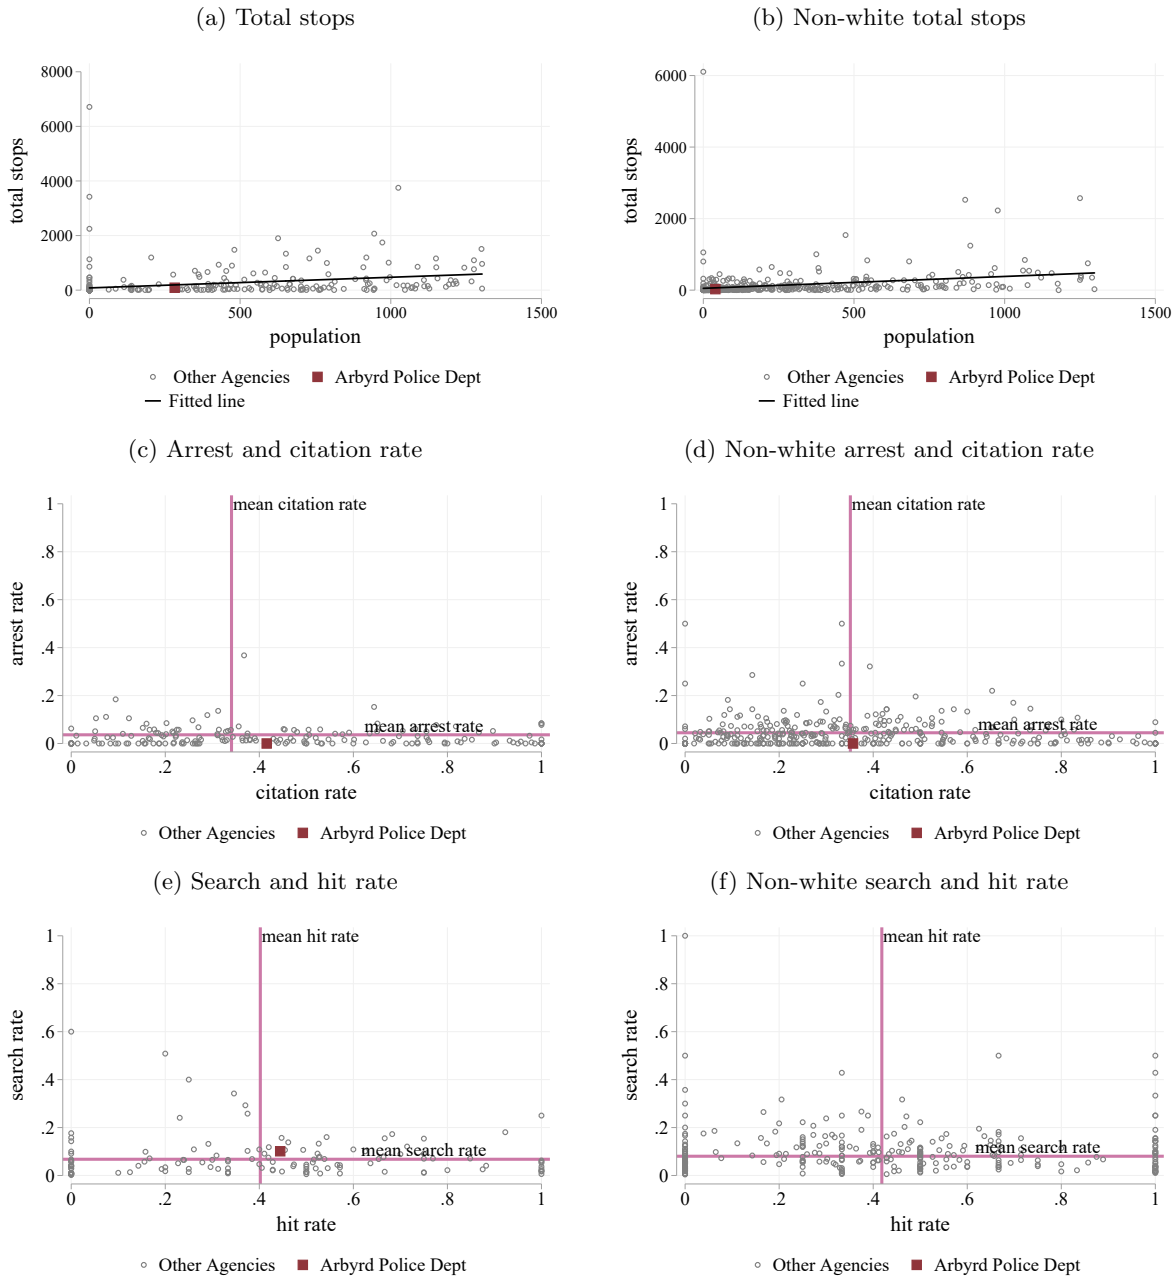 (a) Total stops
8000
6000
4000
2000
0
total stops
0 500 1000 1500
population
Other Agencies Arbyrd Police Dept
Fitted line
(b) Non-white total stops
6000
4000
2000
0
total stops
0 500 1000 1500
population
Other Agencies Arbyrd Police Dept
Fitted line
(c) Arrest and citation rate
1
.8
.6
.4
.2
0
arrest rate
mean citation rate
mean arrest rate
0 .2 .4 .6 .8 1
citation rate
Other Agencies Arbyrd Police Dept
(d) Non-white arrest and citation rate
1
.8
.6
.4
.2
0
arrest rate
mean citation rate
mean arrest rate
0 .2 .4 .6 .8 1
citation rate
Other Agencies Arbyrd Police Dept
(e) Search and hit rate
1
.8
.6
.4
.2
0
search rate
mean hit rate
mean search rate
0 .2 .4 .6 .8 1
hit rate
Other Agencies Arbyrd Police Dept
(f) Non-white search and hit rate
1
.8
.6
.4
.2
0
search rate
mean hit rate
mean search rate
0 .2 .4 .6 .8 1
hit rate
Other Agencies Arbyrd Police Dept